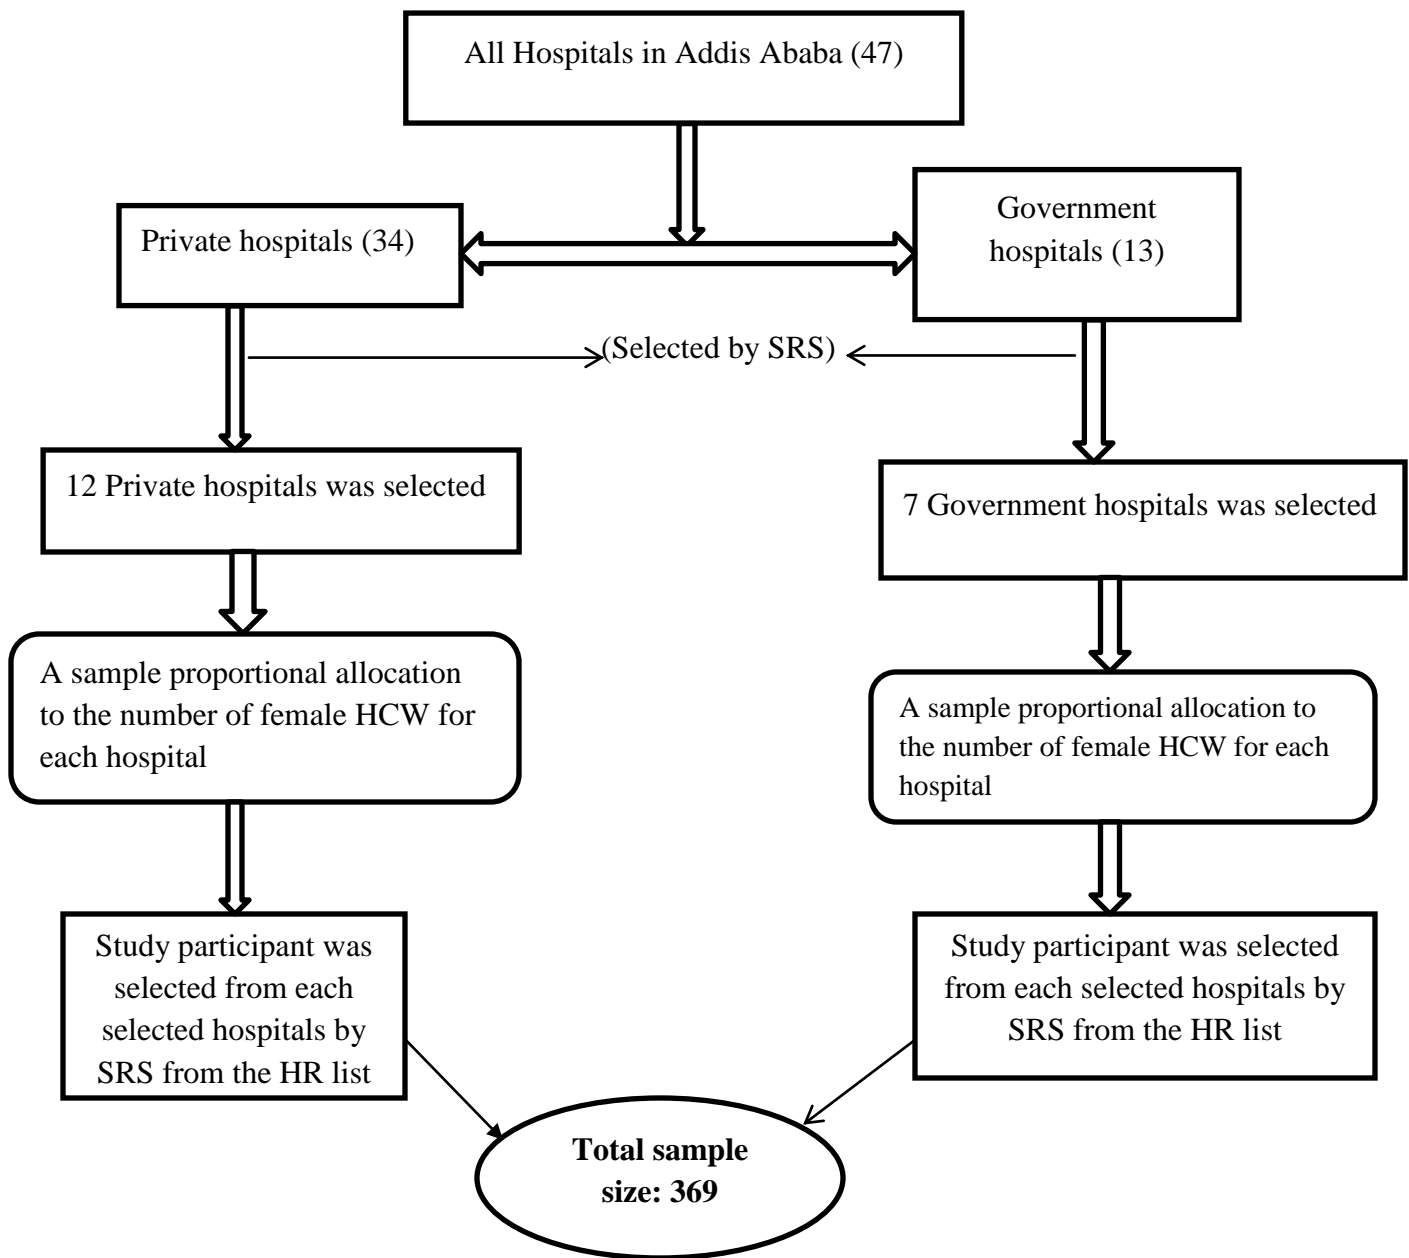 All Hospitals in Addis Ababa (47)
Private hospitals (34)
Government
hospitals (13)
(Selected by SRS)
12 Private hospitals was selected
7 Government hospitals was selected
A sample proportional allocation
to the number of female HCW for
each hospital
A sample proportional allocation to
the number of female HCW for each
hospital
Study participant was
selected from each
selected hospitals by
SRS from the HR list
Study participant was selected
from each selected hospitals by
SRS from the HR list
Total sample
size: 369